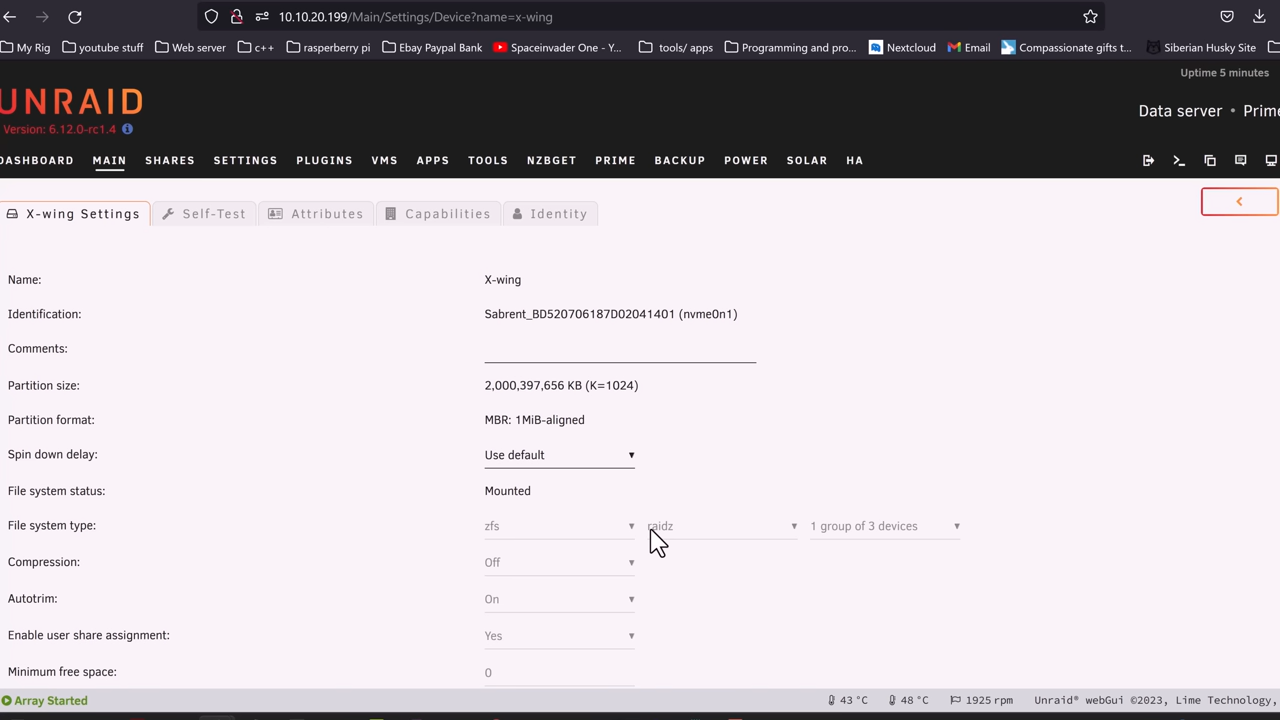 10.10.20.199/Main/Settings/Device?name=x-wing
My Rig youtube stuff Web server c++ rasperberry pi Ebay Paypal Bank Spaceinvader One - Y... tools/ apps Programming and pro... Nextcloud Email Compassionate gifts t... Siberian Husky Site
Uptime 5 minutes
UNRAID
Data server • Prime
Version: 6.12.0-rc1.4
DASHBOARD MAIN SHARES SETTINGS PLUGINS VMS APPS TOOLS NZBGET PRIME BACKUP POWER SOLAR HA
X-wing Settings Self-Test Attributes Capabilities Identity
Name: X-wing
Identification: Sabrent_BD520706187D02041401 (nvme0n1)
Comments:
Partition size: 2,000,397,656 KB (K=1024)
Partition format: MBR: 1MiB-aligned
Spin down delay: Use default
File system status: Mounted
File system type: zfs raidz 1 group of 3 devices
Compression: Off
Autotrim: On
Enable user share assignment: Yes
Minimum free space: 0
Array Started 43 °C 48 °C 1925 rpm Unraid® webGui ©2023, Lime Technology,